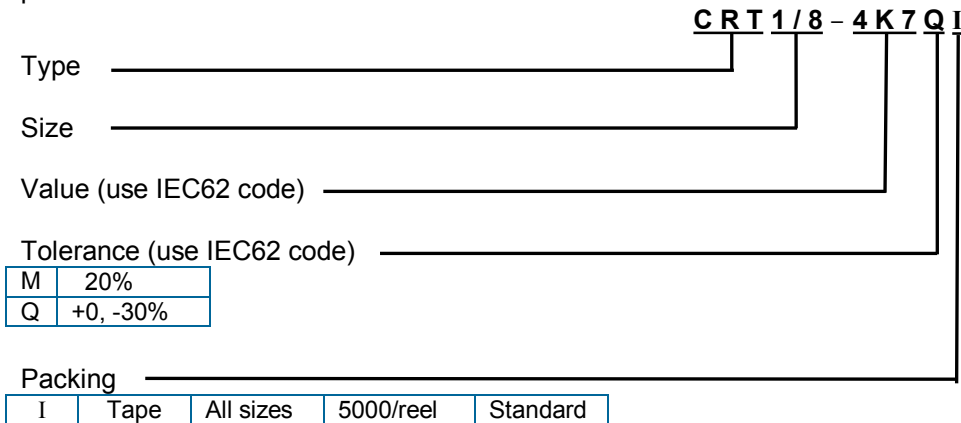 CRT1/8 – 4K7QI
Type
Size
Value (use IEC62 code)
Tolerance (use IEC62 code)
M 20%
Q +0, -30%
Packing
I Tape All sizes 5000/reel Standard